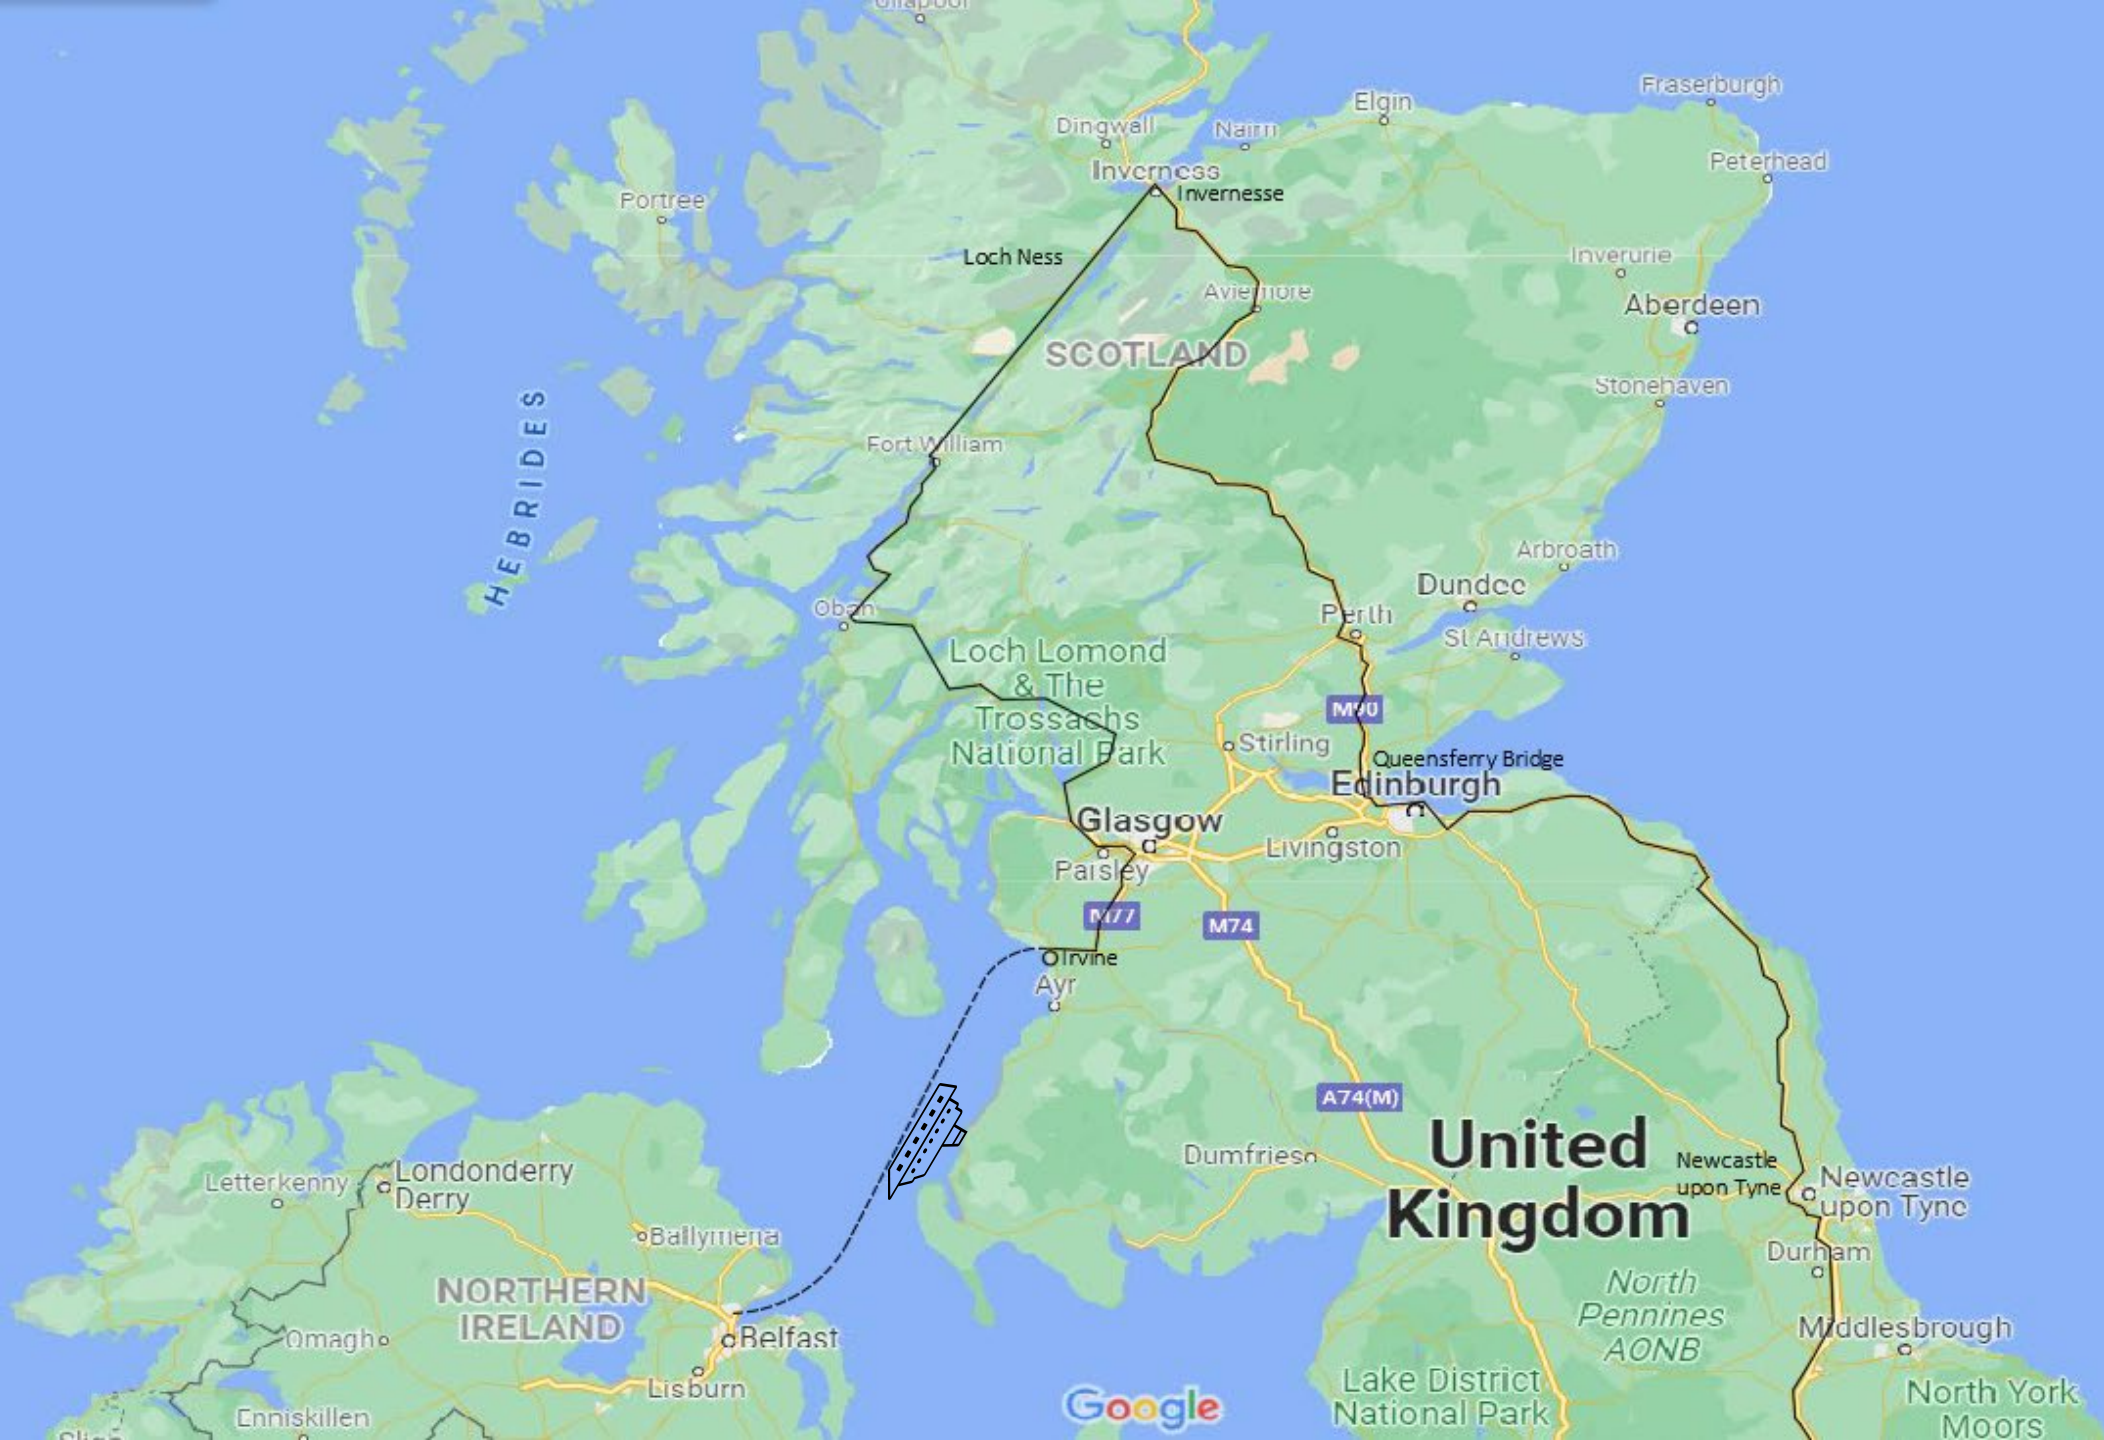 Ullapool
Fraserburgh
Elgin
Dingwall
Nairn
Peterhead
Inverness
Invernesse
Portree
Loch Ness
Inverurie
Aviemore
Aberdeen
SCOTLAND
Stonehaven
HEBRIDES
Fort William
Arbroath
Dundee
Oban
Perth
St Andrews
Loch Lomond
& The
Trossachs
National Park
M90
Stirling
Queensferry Bridge
Edinburgh
Glasgow
Livingston
Paisley
M77
M74
Irvine
Ayr
A74(M)
United
Kingdom
Dumfries
Newcastle
upon Tyne
Newcastle
upon Tyne
Londonderry
Derry
Letterkenny
Ballymena
Durham
NORTHERN
IRELAND
North
Pennines
AONB
Omagh
Belfast
Middlesbrough
Lisburn
Lake District
National Park
North York
Moors
Google
Enniskillen